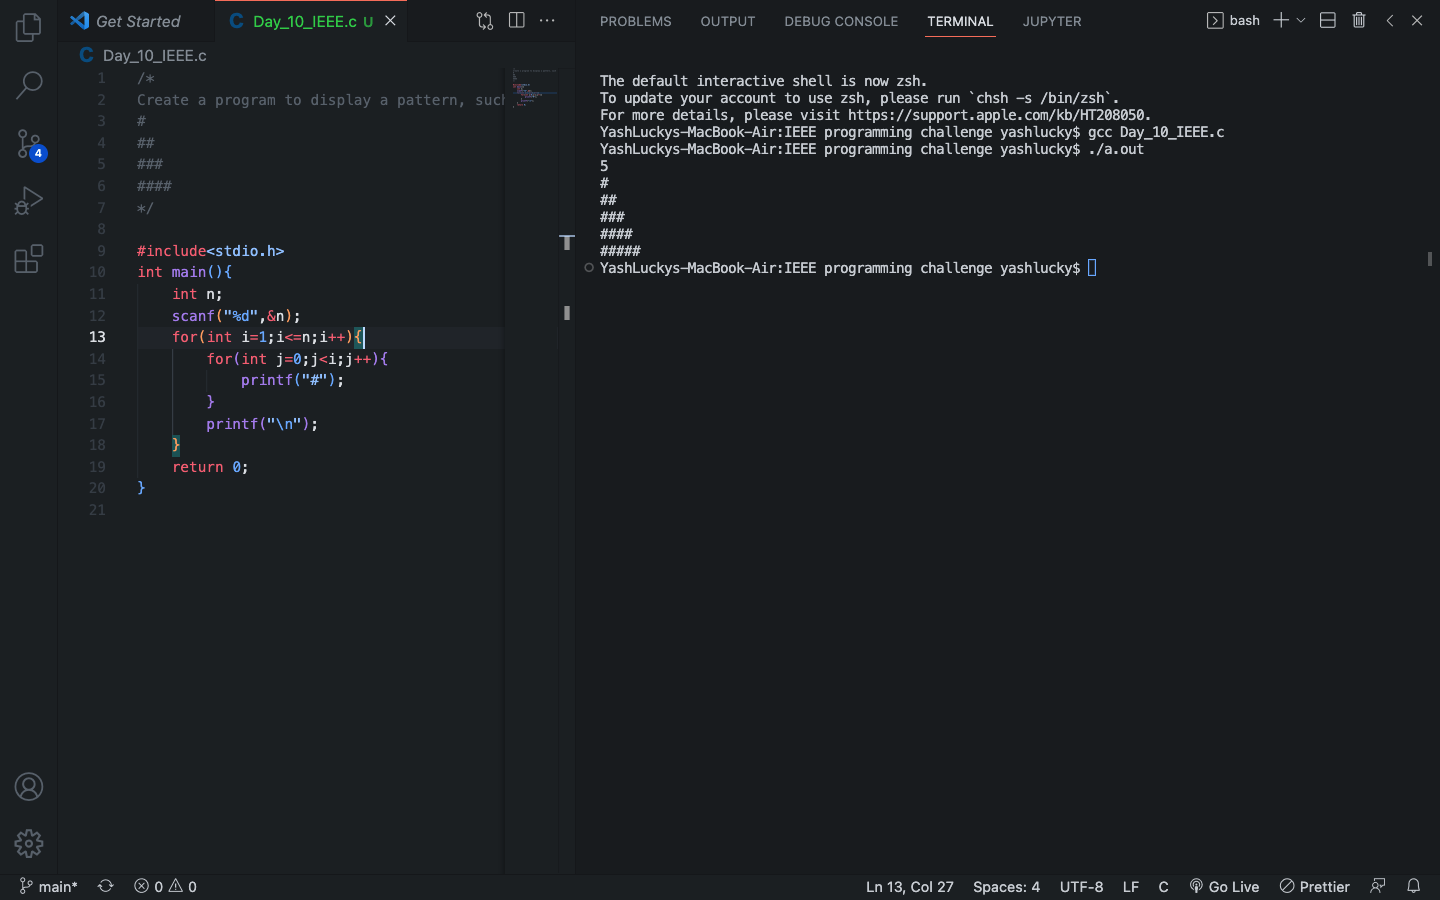 Get Started
Day_10_IEEE.c U
Day_10_IEEE.c
1 /*
2 Create a program to display a pattern, such
3 #
4 ##
5 ###
6 ####
7 */
8
9 #include<stdio.h>
10 int main(){
11 int n;
12 scanf("%d",&n);
13 for(int i=1;i<=n;i++){
14 for(int j=0;j<i;j++){
15 printf("#");
16 }
17 printf("\n");
18 }
19 return 0;
20 }
21
4
PROBLEMS OUTPUT DEBUG CONSOLE TERMINAL JUPYTER bash
The default interactive shell is now zsh.
To update your account to use zsh, please run `chsh -s /bin/zsh`.
For more details, please visit https://support.apple.com/kb/HT208050.
YashLuckys-MacBook-Air:IEEE programming challenge yashlucky$ gcc Day_10_IEEE.c
YashLuckys-MacBook-Air:IEEE programming challenge yashlucky$ ./a.out
5
#
##
###
####
#####
YashLuckys-MacBook-Air:IEEE programming challenge yashlucky$
main* 0 0 Ln 13, Col 27 Spaces: 4 UTF-8 LF C Go Live Prettier